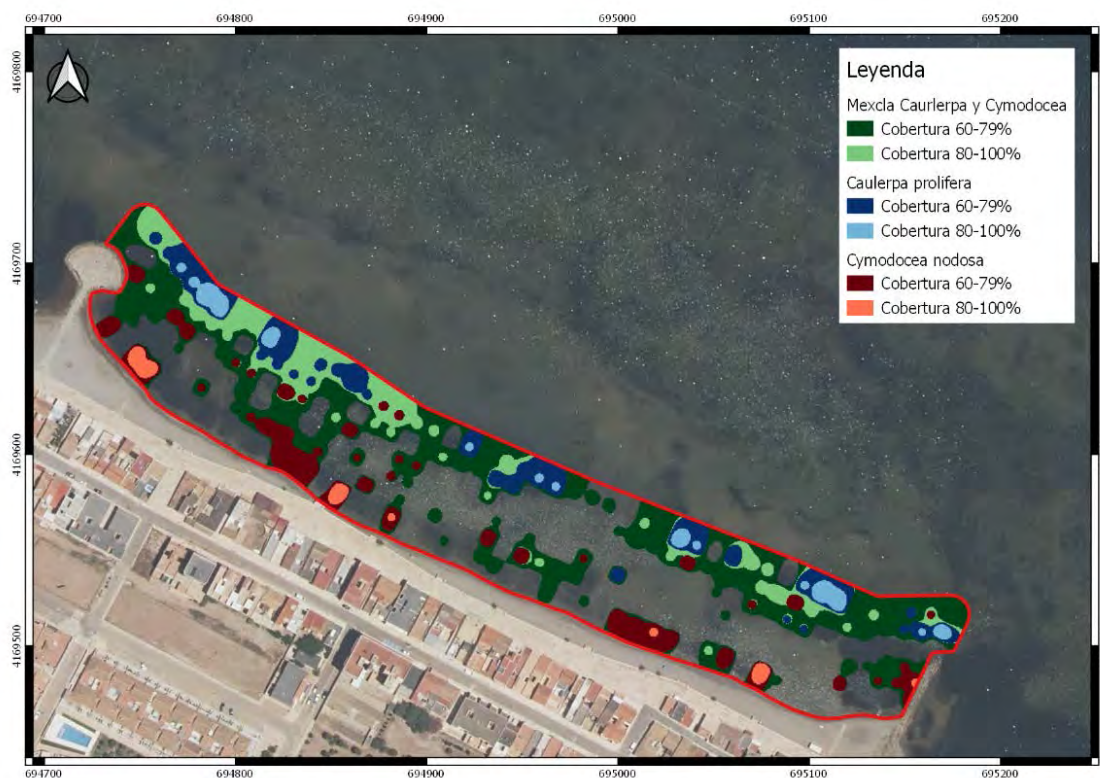 694700 694800 694900 695000 695100 695200
4169800
4169700
4169600
4169500
Leyenda
Mexcla Caurlerpa y Cymodocea
Cobertura 60-79%
Cobertura 80-100%
Caulerpa prolifera
Cobertura 60-79%
Cobertura 80-100%
Cymodocea nodosa
Cobertura 60-79%
Cobertura 80-100%
694700 694800 694900 695000 695100 695200